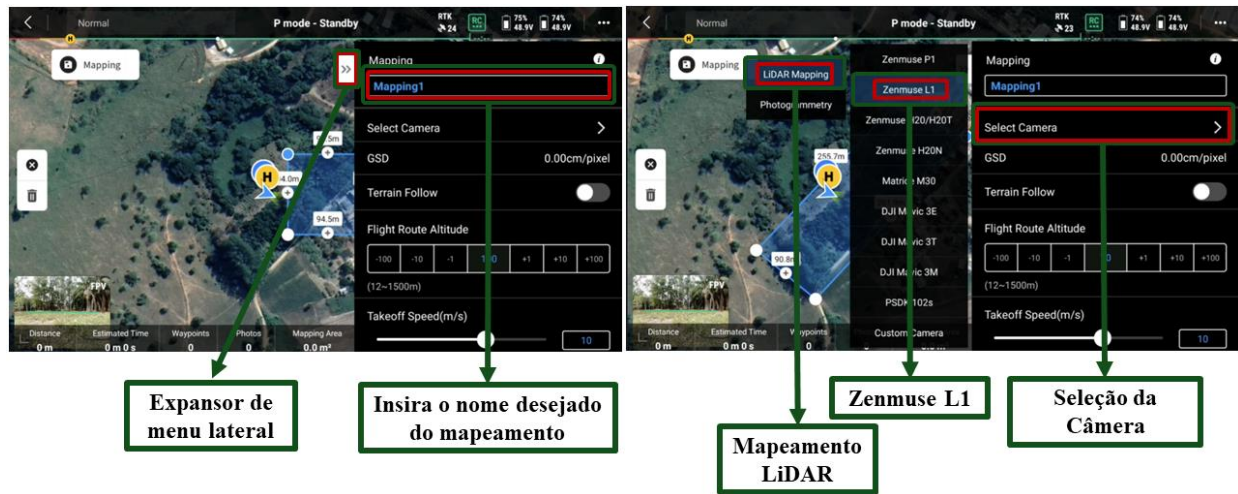 Normal
P mode - Standby
RTK
24
RC
75%
48.9V
74%
48.9V
H
Mapping
Mapping
Mapping1
Select Camera
GSD
0.00cm/pixel
Terrain Follow
H
94.5m
Flight Route Altitude
-100
-10
-1
+1
+10
+100
(12~1500m)
FPV
Takeoff Speed(m/s)
10
Distance
Estimated Time
Waypoints
Photos
Mapping Area
0 m
0 m 0 s
0
0
0.0 m²
Expansor de
menu lateral
Insira o nome desejado
do mapeamento
Normal
P mode - Standby
RTK
23
RC
74%
48.9V
74%
48.9V
H
Mapping
LiDAR Mapping
Photogrammetry
Zenmuse P1
Zenmuse L1
Zenmuse H20/H20T
Zenmuse H20N
Matrice M30
DJI Mavic 3E
DJI Mavic 3T
DJI Mavic 3M
PSDK 102s
Custom Camera
Mapping
Mapping1
Select Camera
GSD
0.00cm/pixel
Terrain Follow
255.7m
H
90.8m
Flight Route Altitude
-100
-10
-1
+1
+10
+100
(12~1500m)
FPV
Takeoff Speed(m/s)
10
Distance
Estimated Time
Waypoints
0 m
0 m 0 s
0
Mapeamento
LiDAR
Zenmuse L1
Seleção da
Câmera